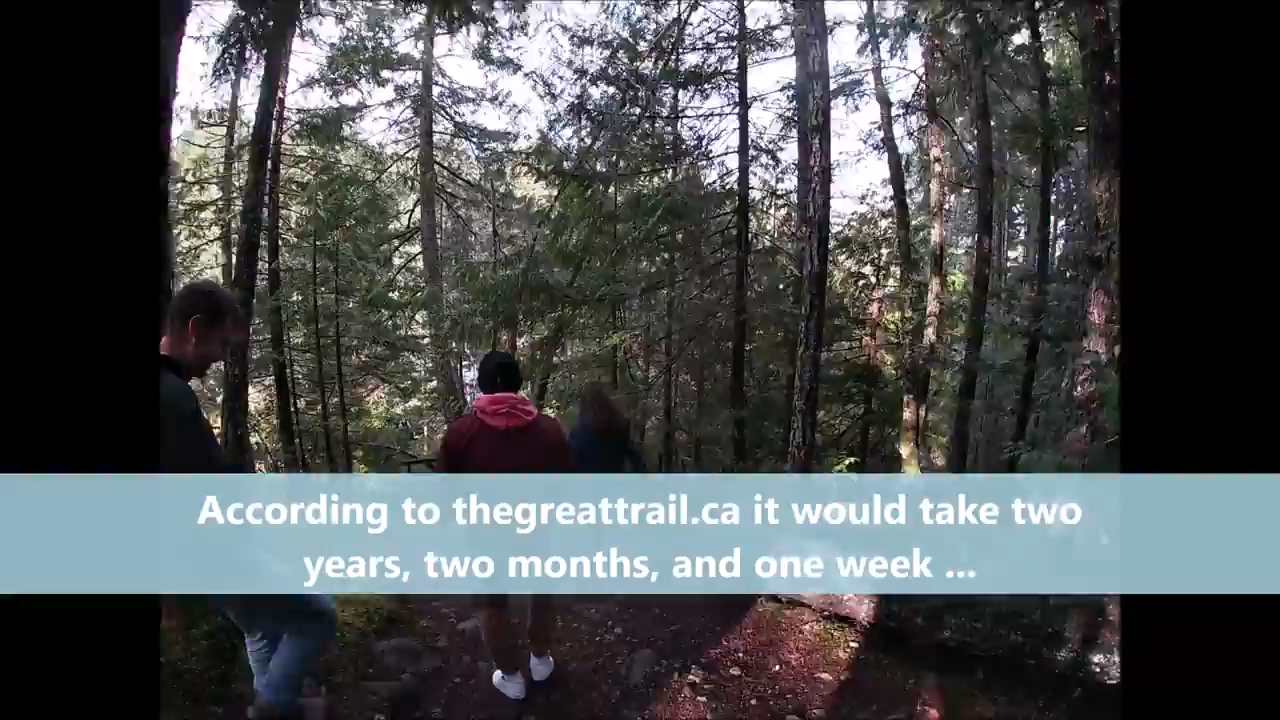 According to thegreattrail.ca it would take two
years, two months, and one week ...